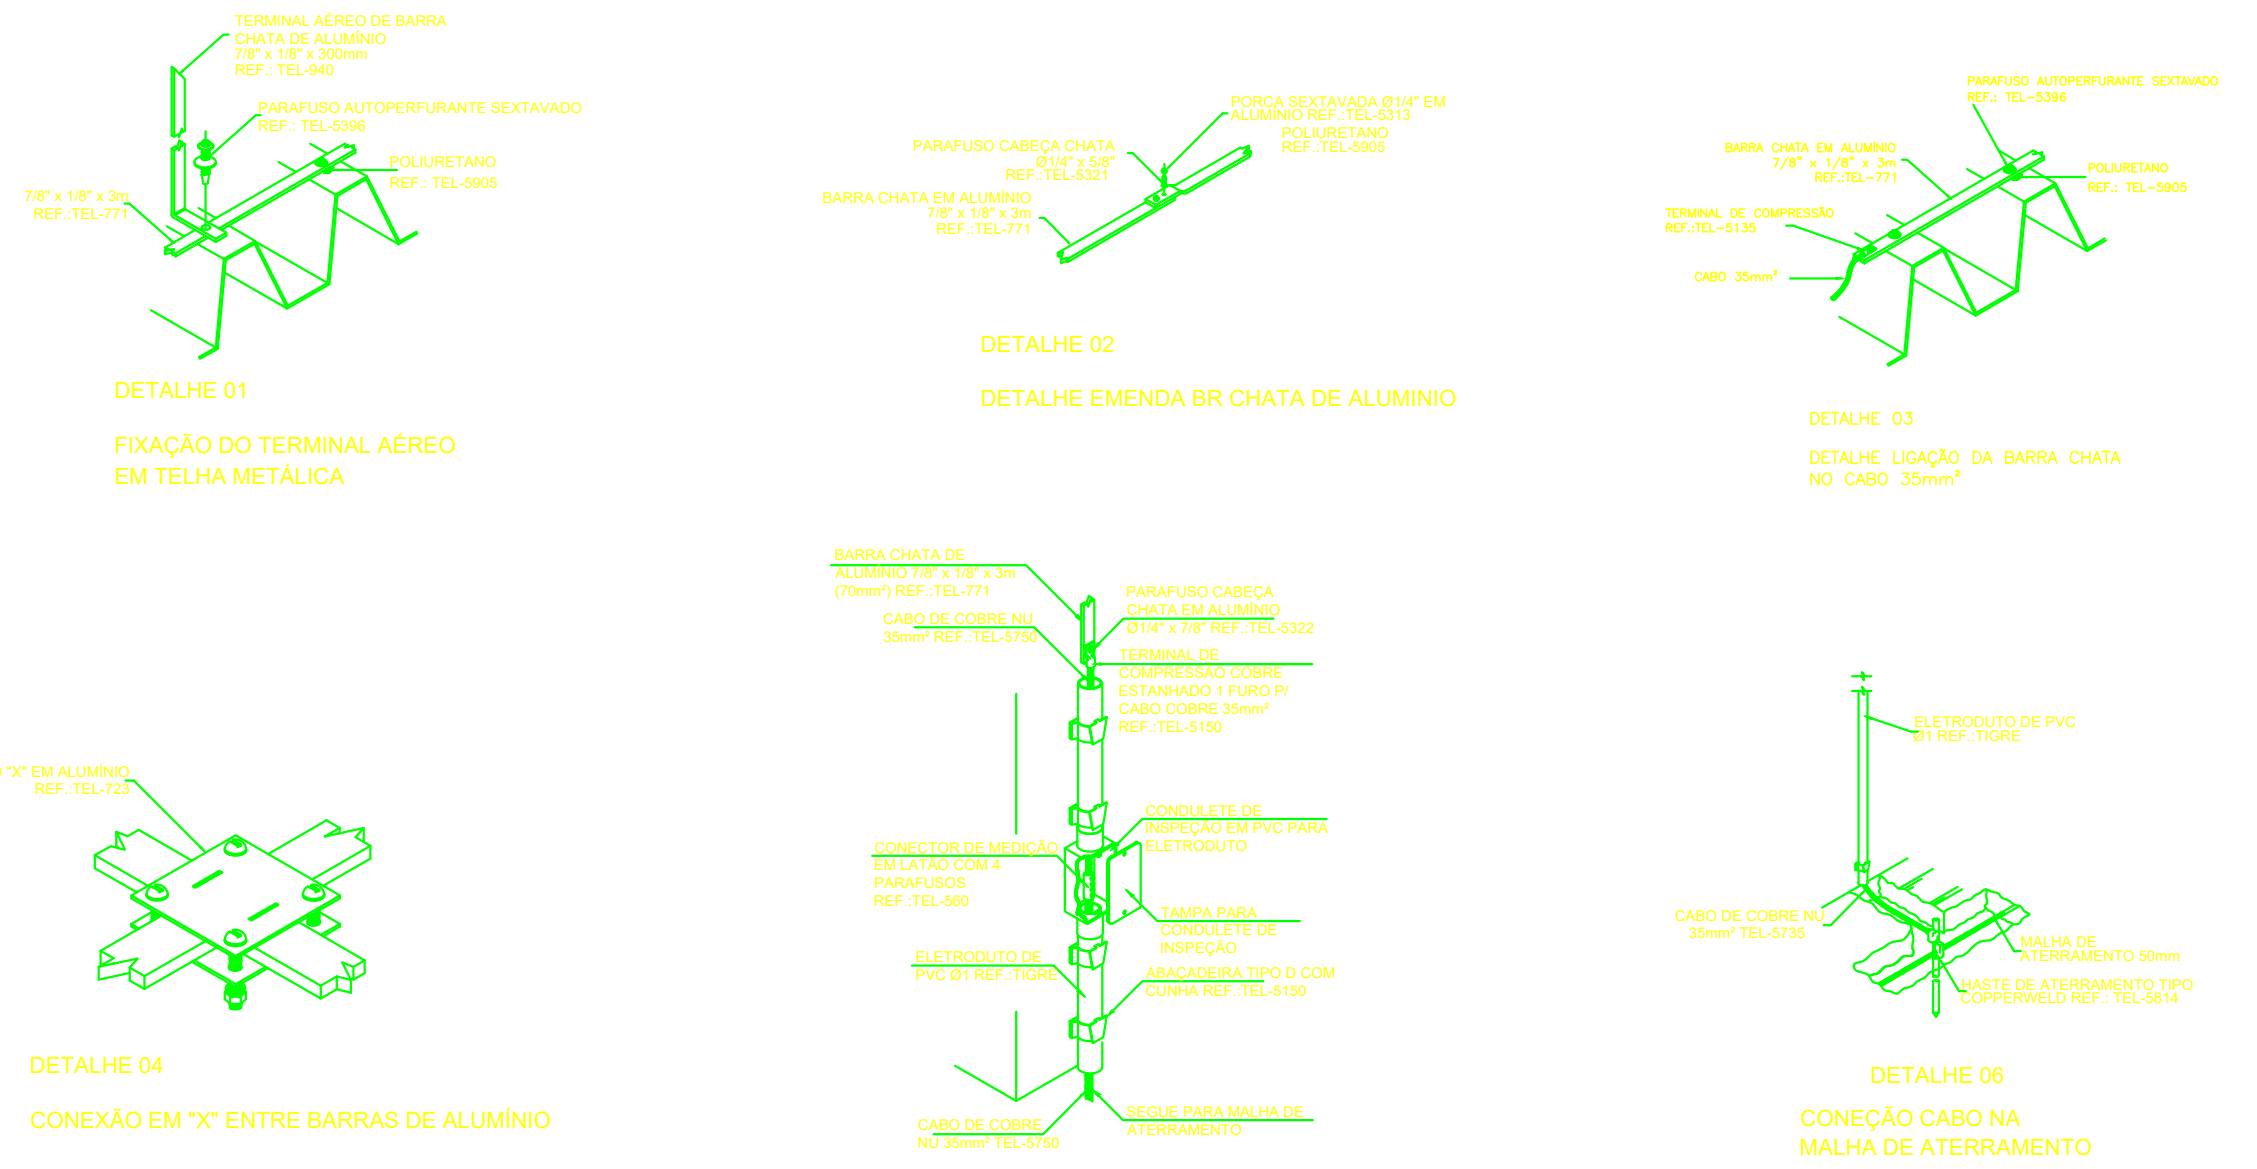 TERMINAL AÉREO DE BARRA
CHATA DE ALUMÍNIO
7/8" x 1/8" x 300mm
REF.: TEL-940
PARAFUSO AUTOPERFURANTE SEXTAVADO
REF.: TEL-5396
POLIURETANO
REF.: TEL-5905
7/8" x 1/8" x 3m
REF.:TEL-771
DETALHE 01
FIXAÇÃO DO TERMINAL AÉREO
EM TELHA METÁLICA
PORCA SEXTAVADA Ø1/4" EM
ALUMÍNIO REF.:TEL-5313
POLIURETANO
REF.:TEL-5905
PARAFUSO CABEÇA CHATA
Ø1/4" x 5/8"
REF.:TEL-5321
BARRA CHATA EM ALUMÍNIO
7/8" x 1/8" x 3m
REF.:TEL-771
DETALHE 02
DETALHE EMENDA BR CHATA DE ALUMINIO
PARAFUSO AUTOPERFURANTE SEXTAVADO
REF.: TEL-5396
BARRA CHATA EM ALUMÍNIO
7/8" x 1/8" x 3m
REF.:TEL-771
POLIURETANO
REF.: TEL-5905
TERMINAL DE COMPRESSÃO
REF.:TEL-5135
CABO 35mm²
DETALHE 03
DETALHE LIGAÇÃO DA BARRA CHATA
NO CABO 35mm²
"X" EM ALUMÍNIO
REF.:TEL-723
DETALHE 04
CONEXÃO EM "X" ENTRE BARRAS DE ALUMÍNIO
BARRA CHATA DE
ALUMÍNIO 7/8" x 1/8" x 3m
(70mm²) REF.:TEL-771
CABO DE COBRE NU
35mm² REF.:TEL-5750
PARAFUSO CABEÇA
CHATA EM ALUMÍNIO
Ø1/4" x 7/8" REF.:TEL-5322
TERMINAL DE
COMPRESSÃO COBRE
ESTANHADO 1 FURO P/
CABO COBRE 35mm²
REF.:TEL-5150
CONDULETE DE
INSPEÇÃO EM PVC PARA
ELETRODUTO
CONECTOR DE MEDIÇÃO
EM LATÃO COM 4
PARAFUSOS
REF.:TEL-560
TAMPA PARA
CONDULETE DE
INSPEÇÃO
ELETRODUTO DE
PVC Ø1 REF.:TIGRE
ABAÇADEIRA TIPO D COM
CUNHA REF.:TEL-5150
CABO DE COBRE
NU 35mm² TEL-5750
SEGUE PARA MALHA DE
ATERRAMENTO
ELETRODUTO DE PVC
Ø1 REF.:TIGRE
CABO DE COBRE NU
35mm² TEL-5735
MALHA DE
ATERRAMENTO 50mm
HASTE DE ATERRAMENTO TIPO
COPPERWELD REF.: TEL-5814
DETALHE 06
CONEÇÃO CABO NA
MALHA DE ATERRAMENTO